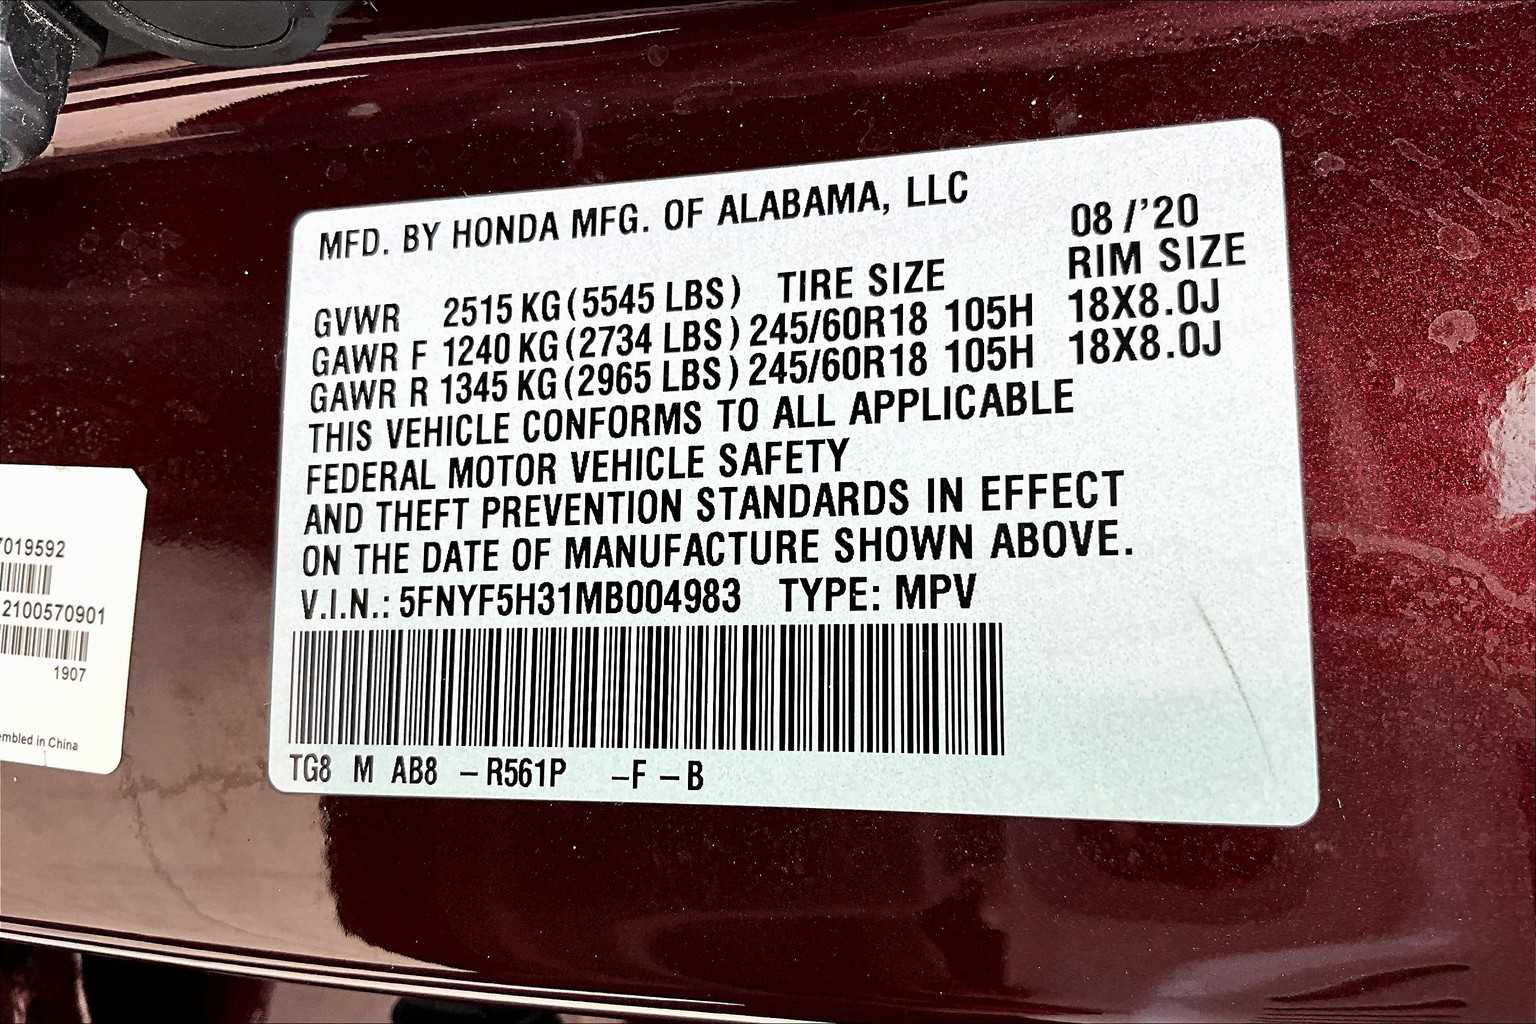 MFD. BY HONDA MFG. OF ALABAMA, LLC
08 /'20
GVWR 2515 KG (5545 LBS) TIRE SIZE RIM SIZE
GAWR F 1240 KG (2734 LBS) 245/60R18 105H 18X8.0J
GAWR R 1345 KG (2965 LBS) 245/60R18 105H 18X8.0J
THIS VEHICLE CONFORMS TO ALL APPLICABLE
FEDERAL MOTOR VEHICLE SAFETY
AND THEFT PREVENTION STANDARDS IN EFFECT
ON THE DATE OF MANUFACTURE SHOWN ABOVE.
V.I.N.: 5FNYF5H31MB004983 TYPE: MPV
TG8 M AB8 – R561P –F – B
7019592
2100570901
1907
in China